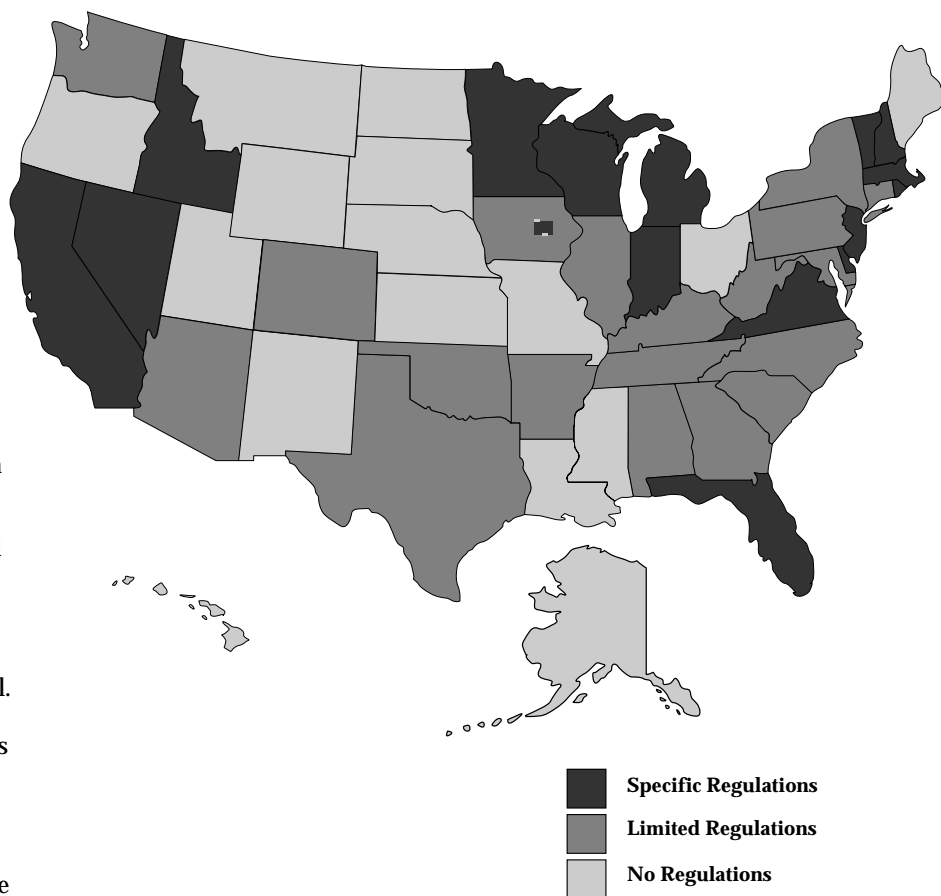 l.
s
Specific Regulations
Limited Regulations
No Regulations
e